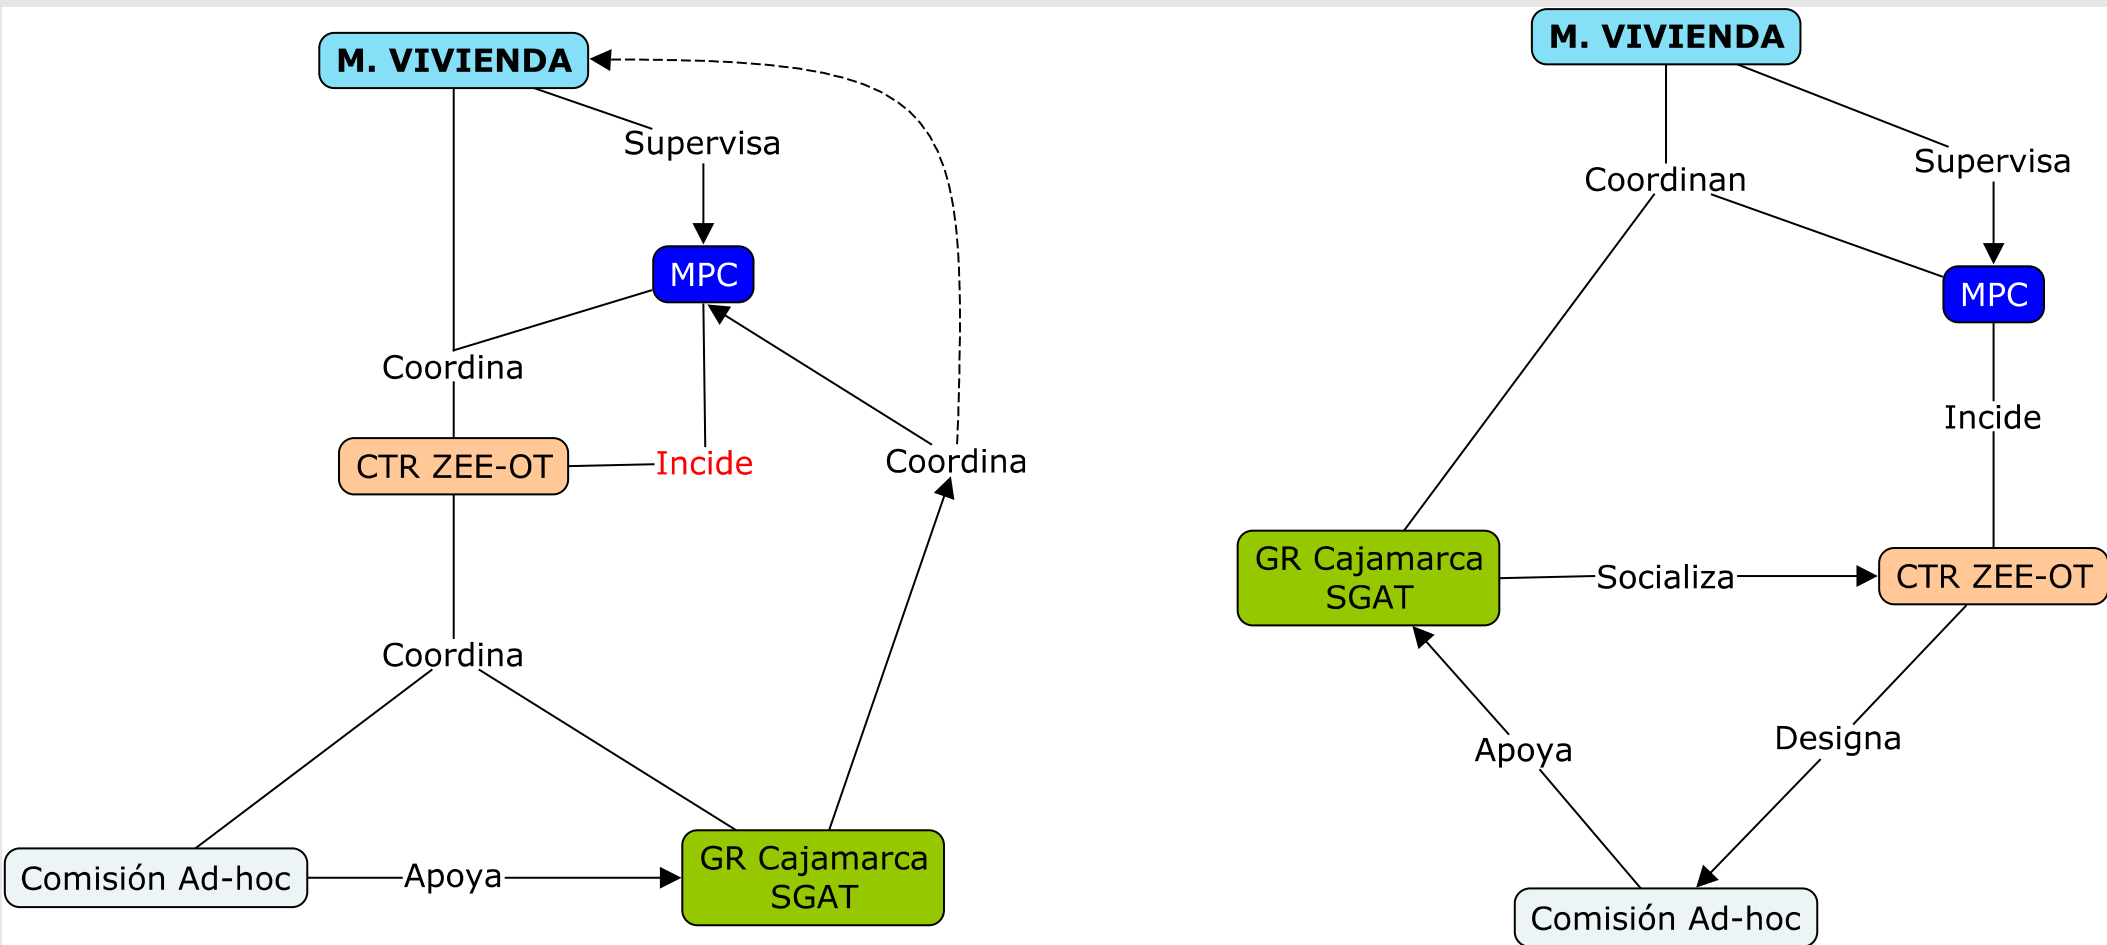 M. VIVIENDA
Supervisa
MPC
Coordina
CTR ZEE-OT
Incide
Coordina
Coordina
Comisión Ad-hoc
Apoya
GR Cajamarca
SGAT
M. VIVIENDA
Supervisa
Coordinan
MPC
Incide
GR Cajamarca
SGAT
Socializa
CTR ZEE-OT
Apoya
Designa
Comisión Ad-hoc